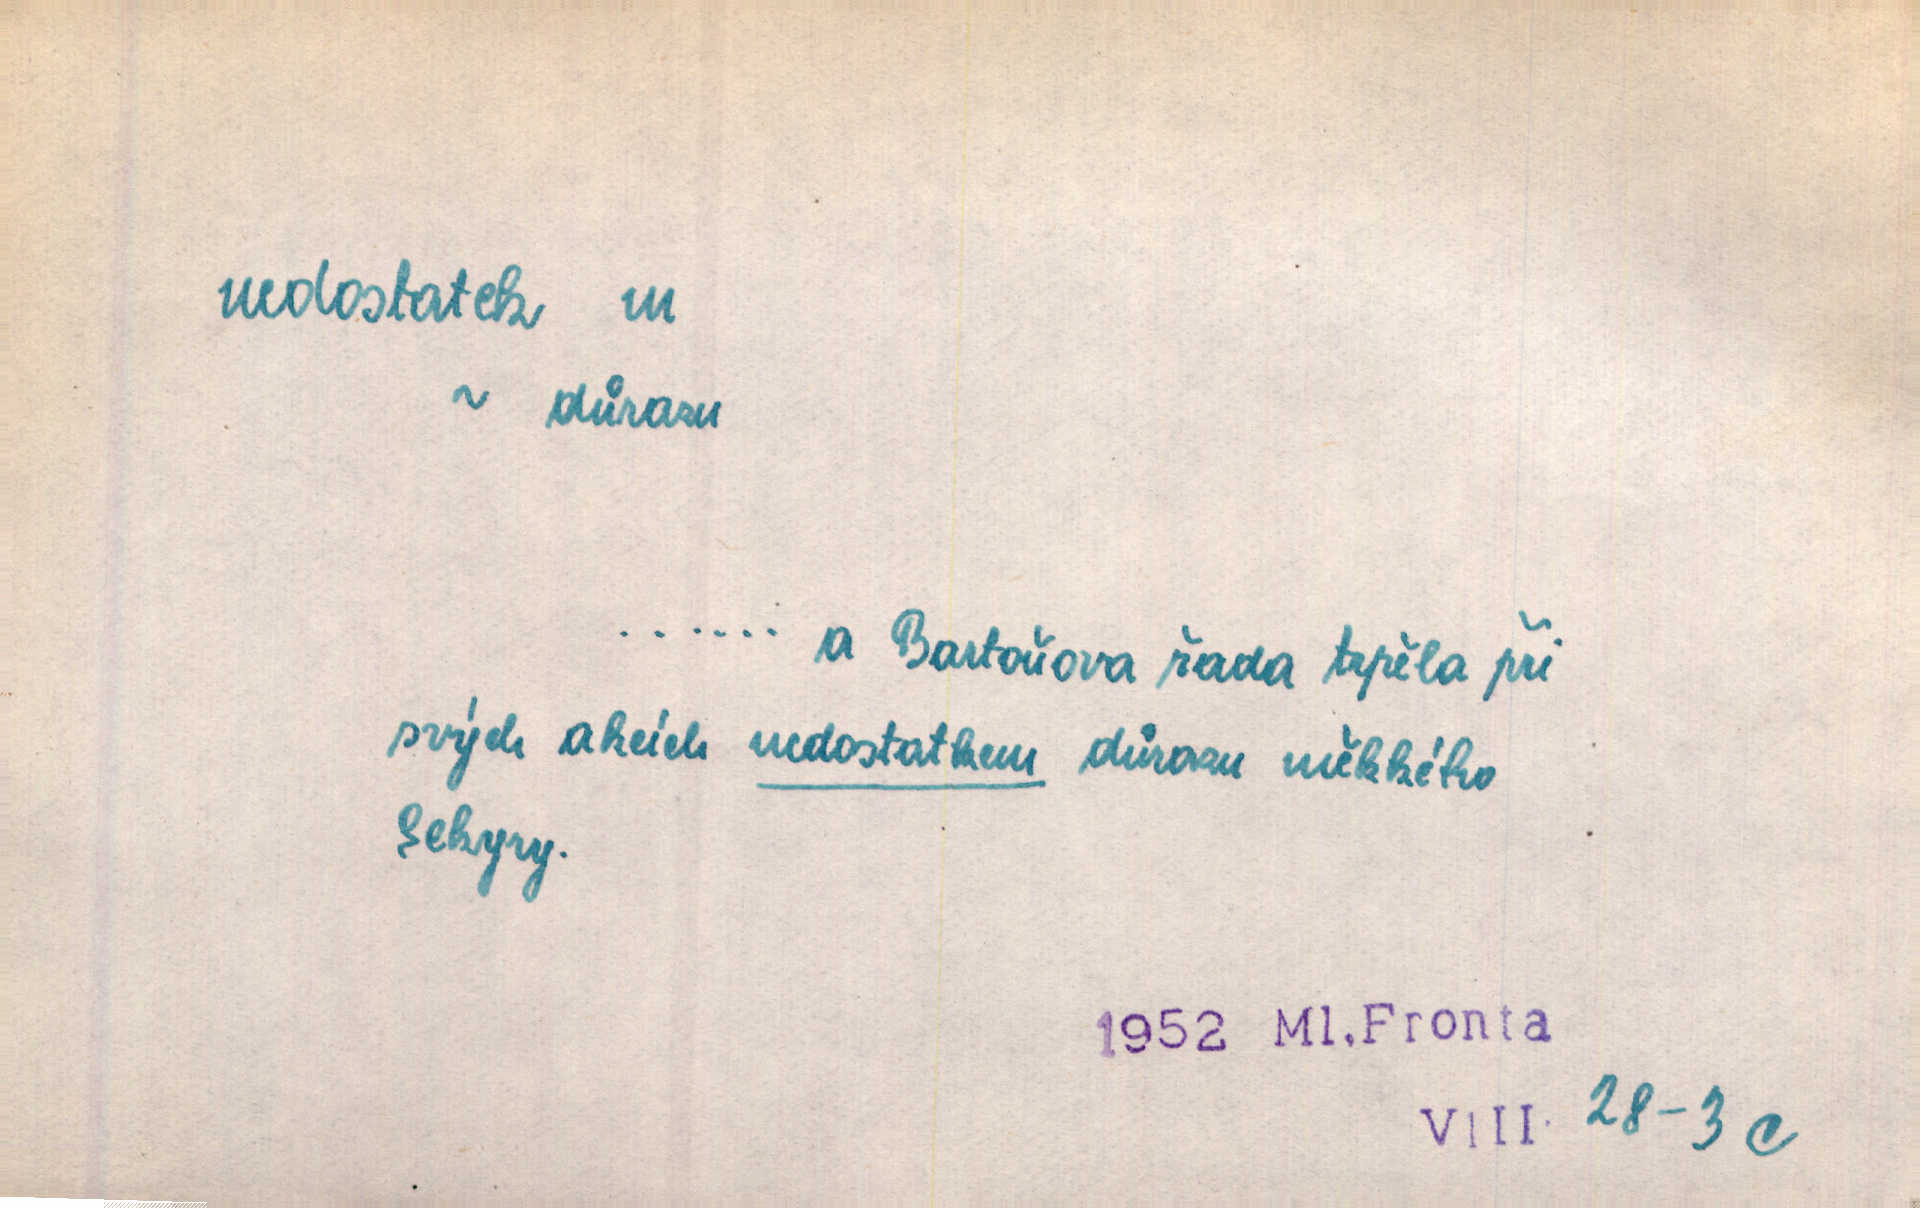 nedostatek m
~ důrazu
...... a Bartoňova řada trpěla při
svých akcích nedostatkem důrazu měkkého
Sekyry.
1952 Ml.Fronta
VIII. 28-3 c